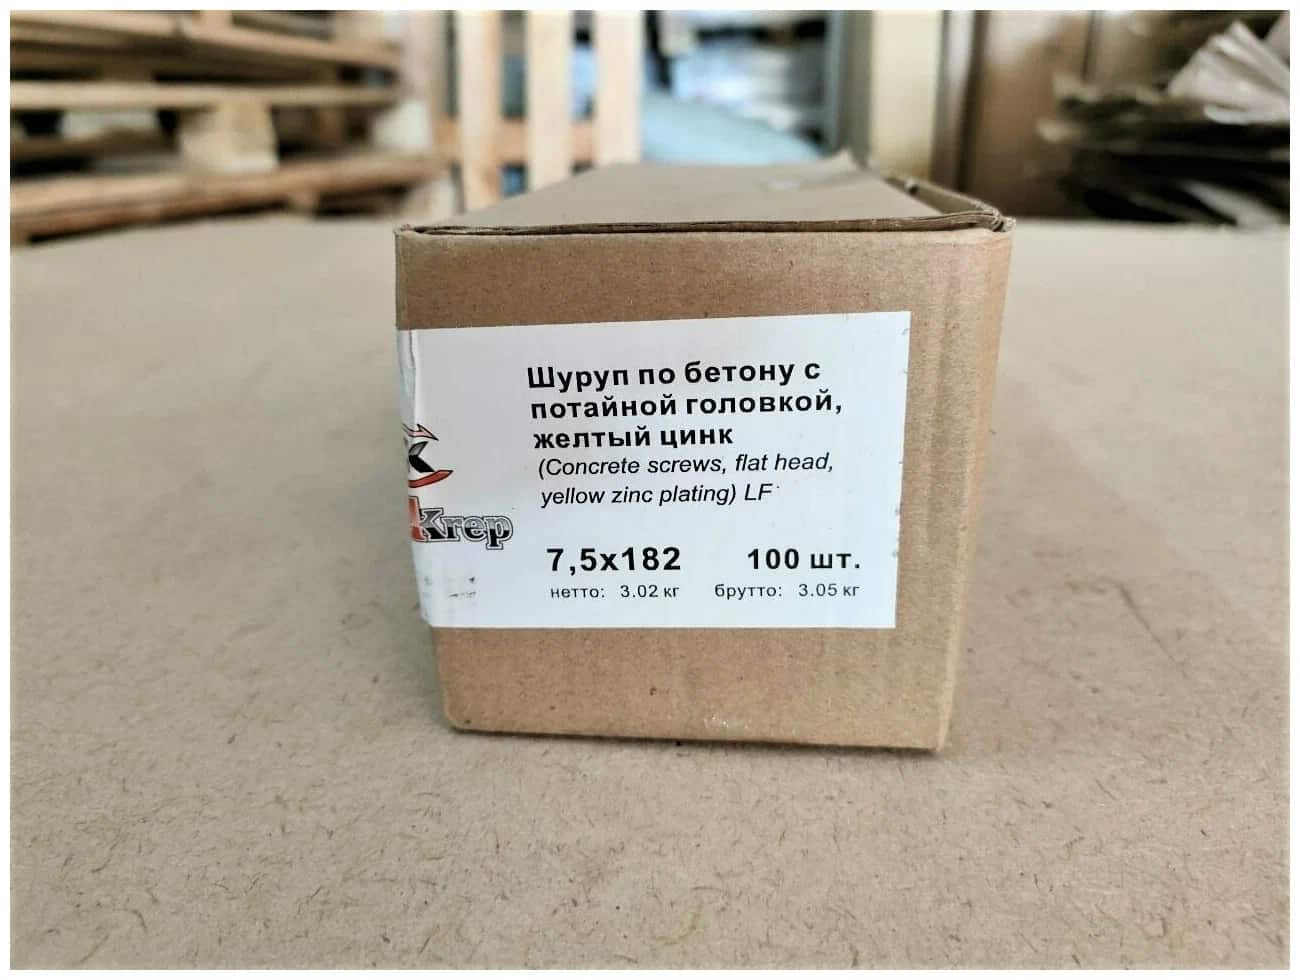 Шуруп по бетону с
потайной головкой,
желтый цинк
(Concrete screws, flat head,
yellow zinc plating) LF
Krep
7,5x182 100 шт.
нетто: 3.02 кг брутто: 3.05 кг